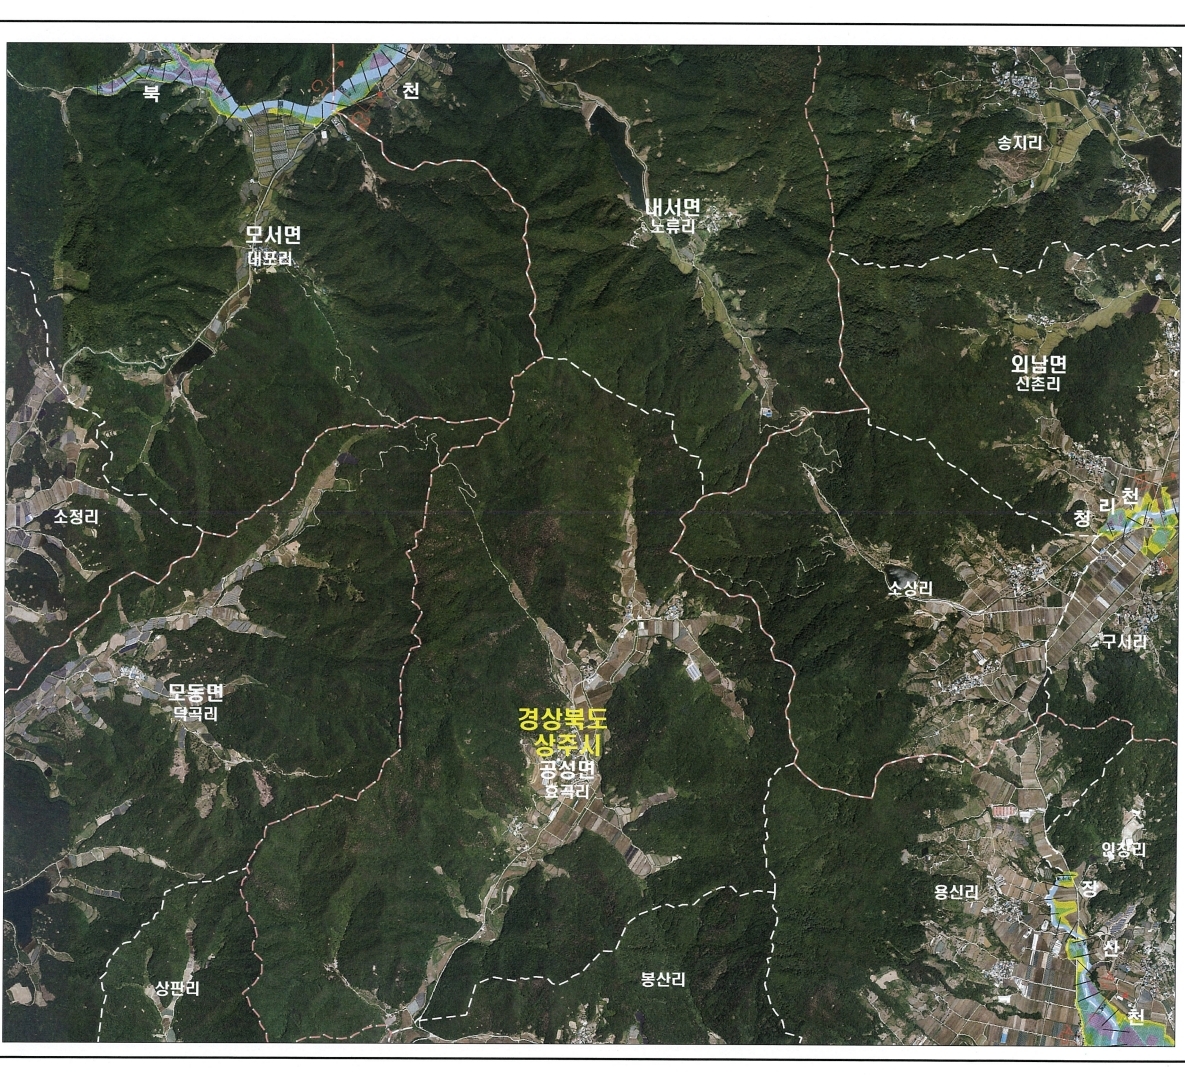 북 천
송지리
내서면
노류리
모서면
대포리
외남면
신촌리
청 리 천
소정리
소상리
구서리
모동면
덕곡리
경상북도
상주시
공성면
효곡리
인창리
용신리
장
산
천
상판리
봉산리